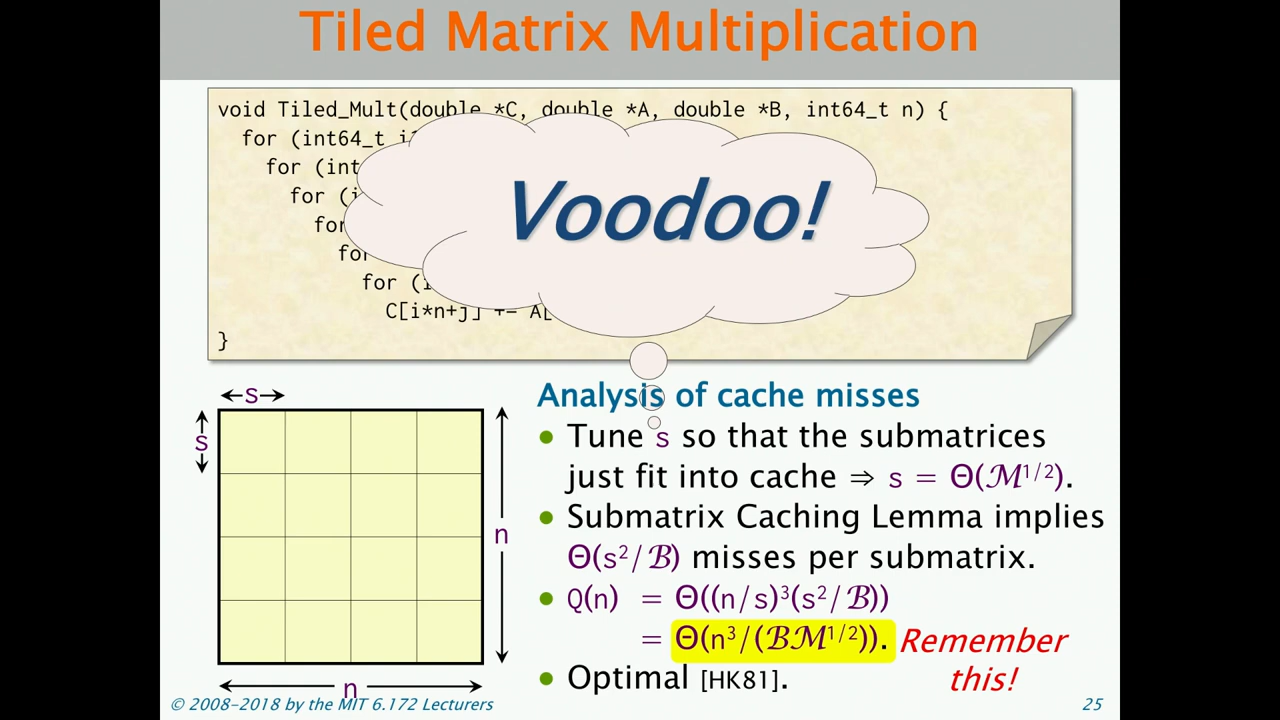 Tiled Matrix Multiplication
void Tiled_Mult(double *C, double *A, double *B, int64_t n) {
for (int64_t
for (int
for (
for
for
for (
C[i*n+j] += A[
}
Voodoo!
s
s
n
n
Analysis of cache misses
• Tune s so that the submatrices
just fit into cache ⇒ s = Θ(ℳ^1/2).
• Submatrix Caching Lemma implies
Θ(s²/ℬ) misses per submatrix.
• Q(n) = Θ((n/s)³(s²/ℬ))
= Θ(n³/(ℬℳ^1/2)). Remember
this!
• Optimal [HK81].
© 2008–2018 by the MIT 6.172 Lecturers
25